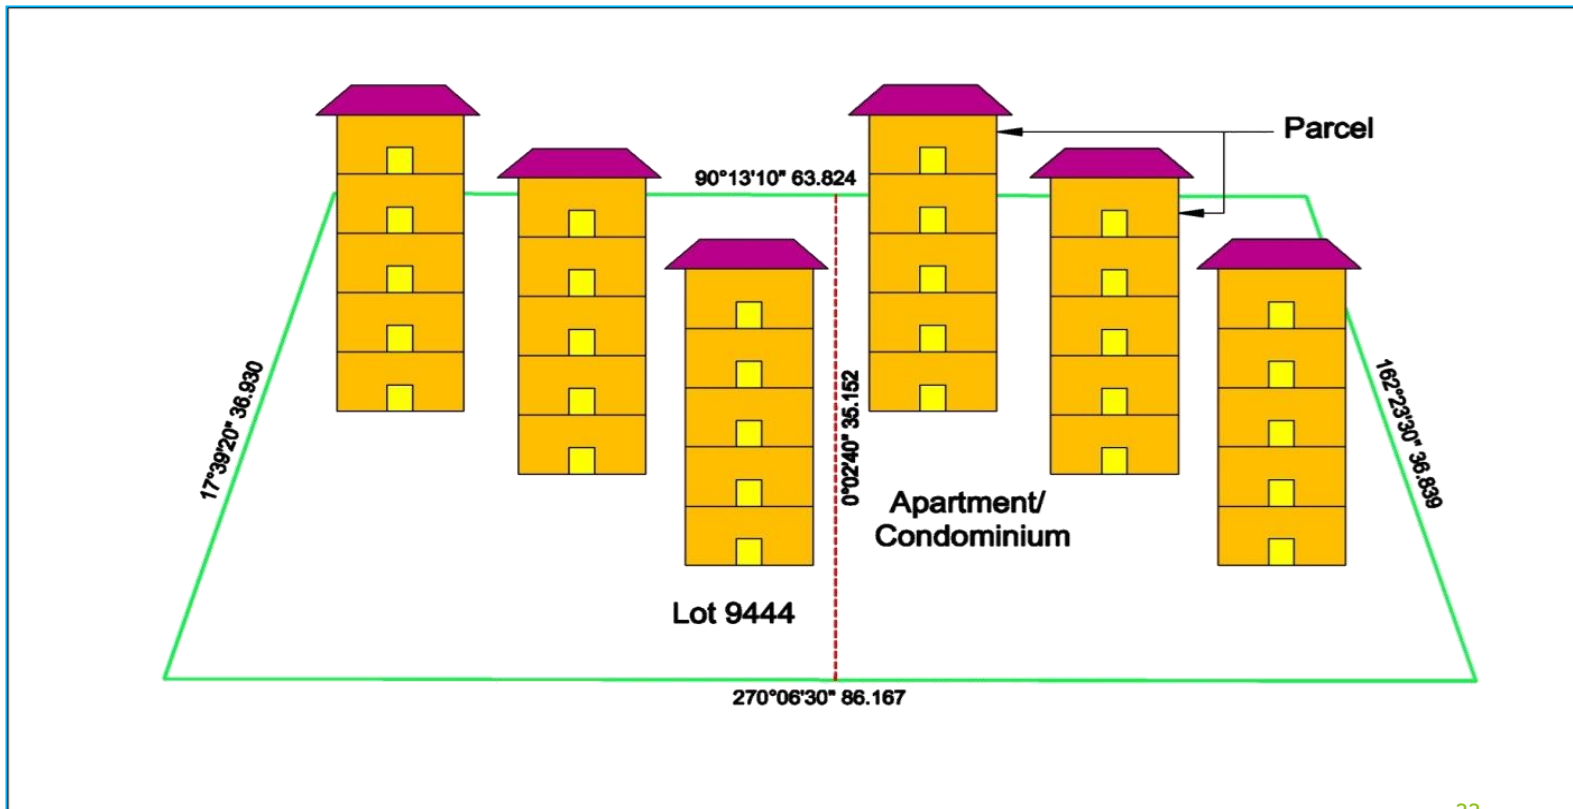 Parcel
90°13'10" 63.824
17°39'20" 36.930
0°02'40" 35.152
162°23'30" 36.839
Apartment/
Condominium
Lot 9444
270°06'30" 86.167